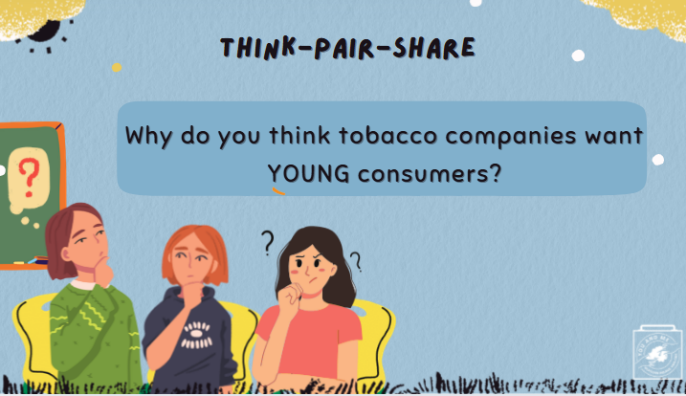 THINK-PAIR-SHARE
Why do you think tobacco companies want
YOUNG consumers?
?
? ?